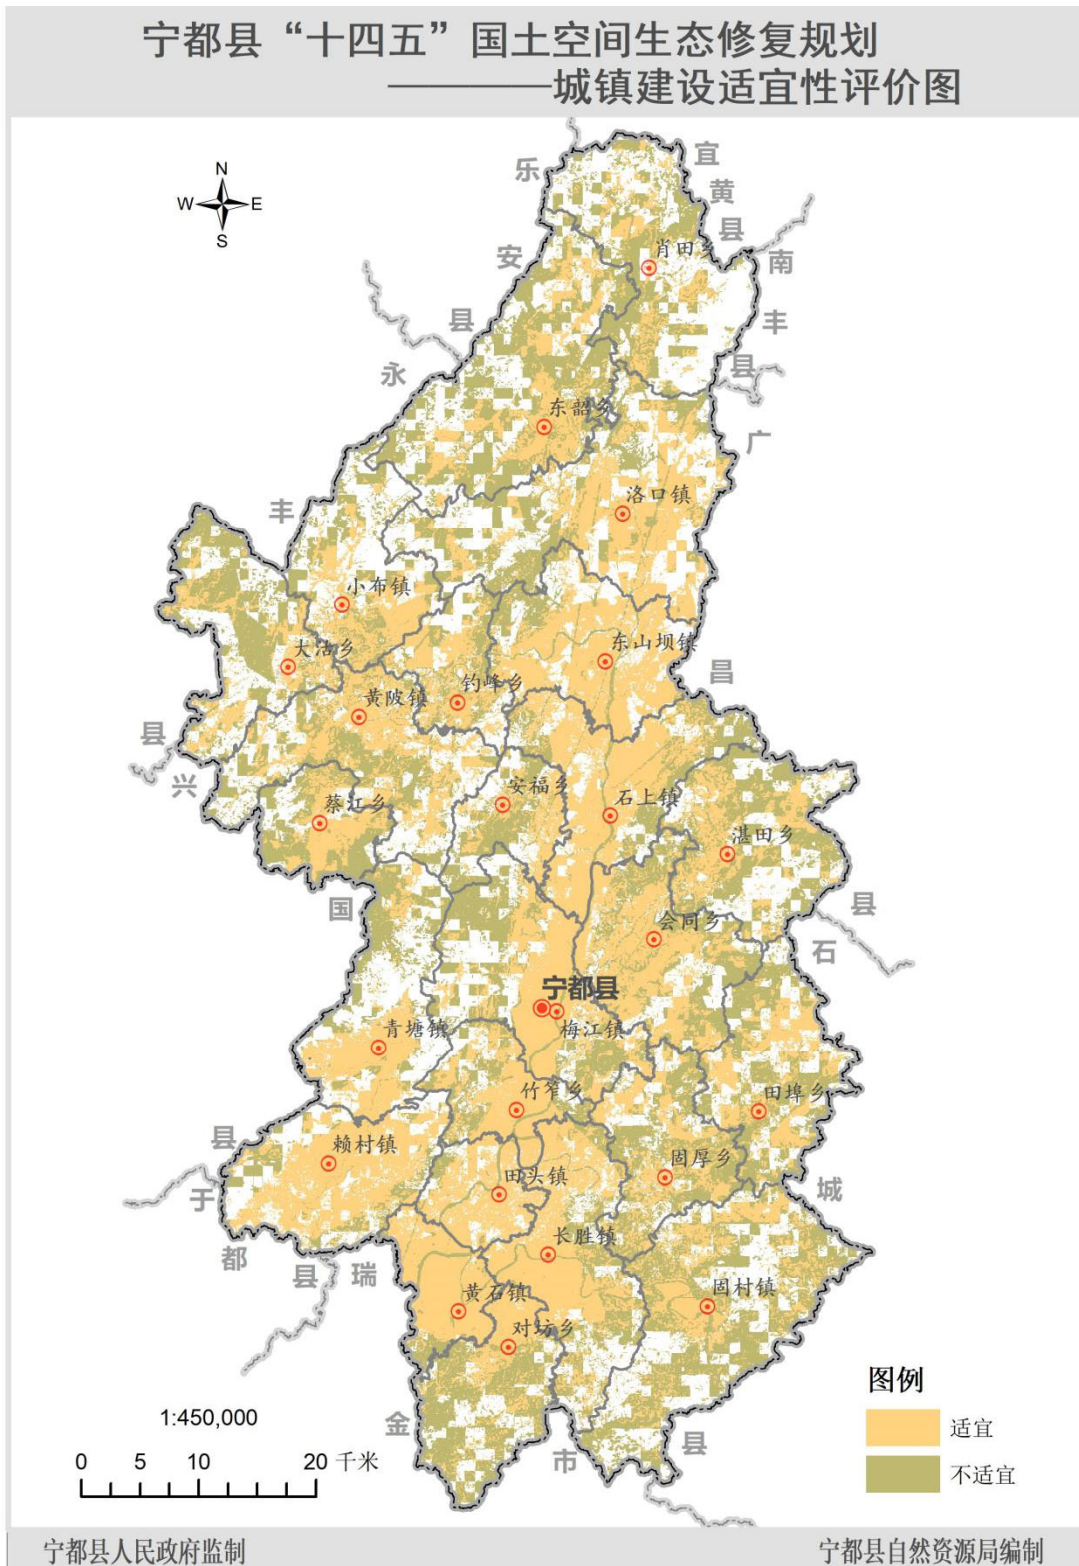 宁都县“十四五”国土空间生态修复规划
————城镇建设适宜性评价图
N
W
E
S
乐
安
县
宜
黄
县
南
丰
县
肖田乡
永
丰
县
东韶乡
广
昌
县
洛口镇
小布镇
大沽乡
东山坝镇
黄陂镇
钓峰乡
兴
国
县
安福乡
石上镇
蔡江乡
湛田乡
会同乡
石
城
县
宁都县
梅江镇
青塘镇
竹笮乡
田埠乡
赖村镇
田头镇
固厚乡
于
都
县
长胜镇
瑞
金
市
黄石镇
固村镇
对坊乡
图例
适宜
不适宜
1:450,000
0 5 10 20 千米
宁都县人民政府监制
宁都县自然资源局编制